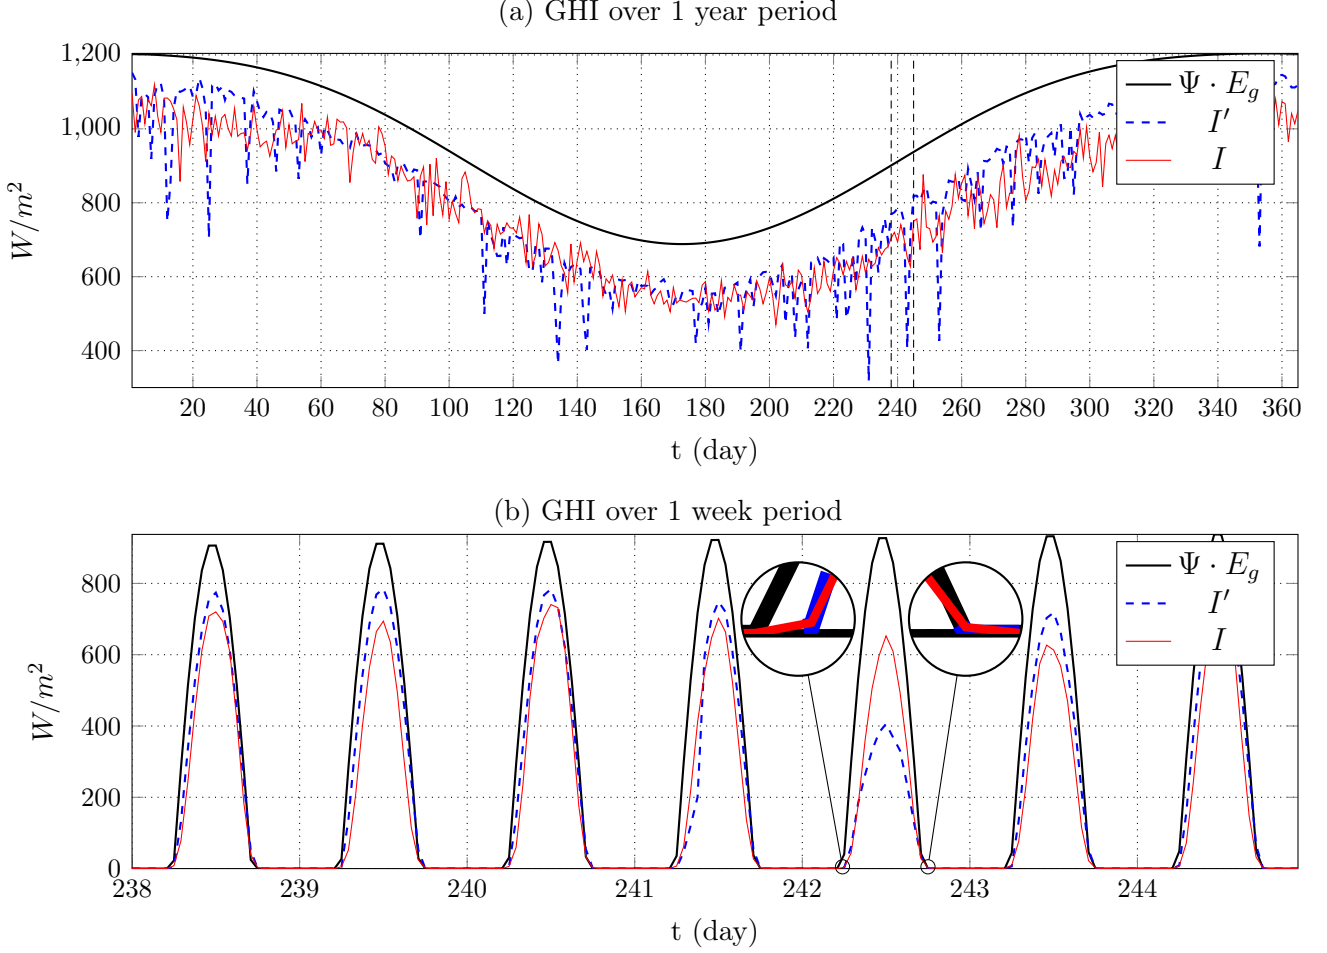 (a) GHI over 1 year period
1,200
1,000
800
600
400
W/m²
Ψ · E_g
I′
I
20 40 60 80 100 120 140 160 180 200 220 240 260 280 300 320 340 360
t (day)
(b) GHI over 1 week period
800
600
400
200
0
W/m²
Ψ · E_g
I′
I
238 239 240 241 242 243 244
t (day)